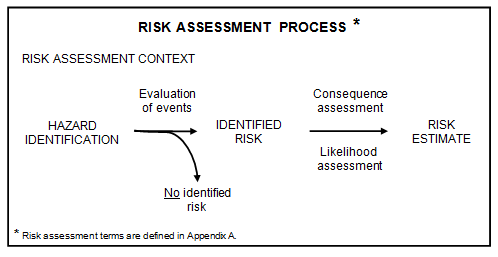 RISK ASSESSMENT PROCESS *
RISK ASSESSMENT CONTEXT
Evaluation
of events
Consequence
assessment
HAZARD
IDENTIFICATION
IDENTIFIED
RISK
RISK
ESTIMATE
Likelihood
assessment
No identified
risk
* Risk assessment terms are defined in Appendix A.